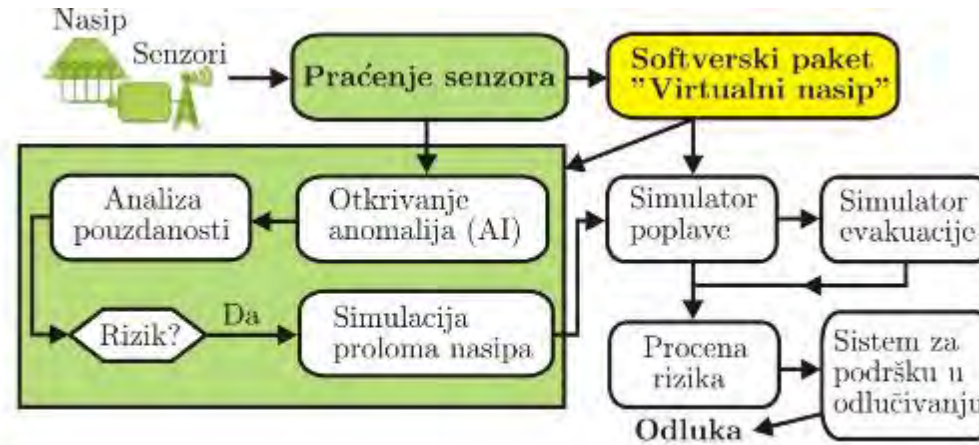 Nasip
Senzori
Praćenje senzora
Softverski paket
"Virtualni nasip"
Analiza
pouzdanosti
Otkrivanje
anomalija (AI)
Simulator
poplave
Simulator
evakuacije
Rizik?
Da
Simulacija
proloma nasipa
Procena
rizika
Sistem za
podršku u
odlučivanju
Odluka